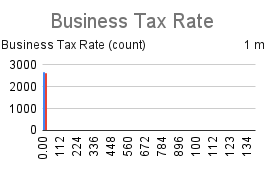 Business Tax Rate
Business Tax Rate (count) 1 m
3000
2000
1000
0
0.00 112 224 336 448 560 672 784 896 100 112 123 134